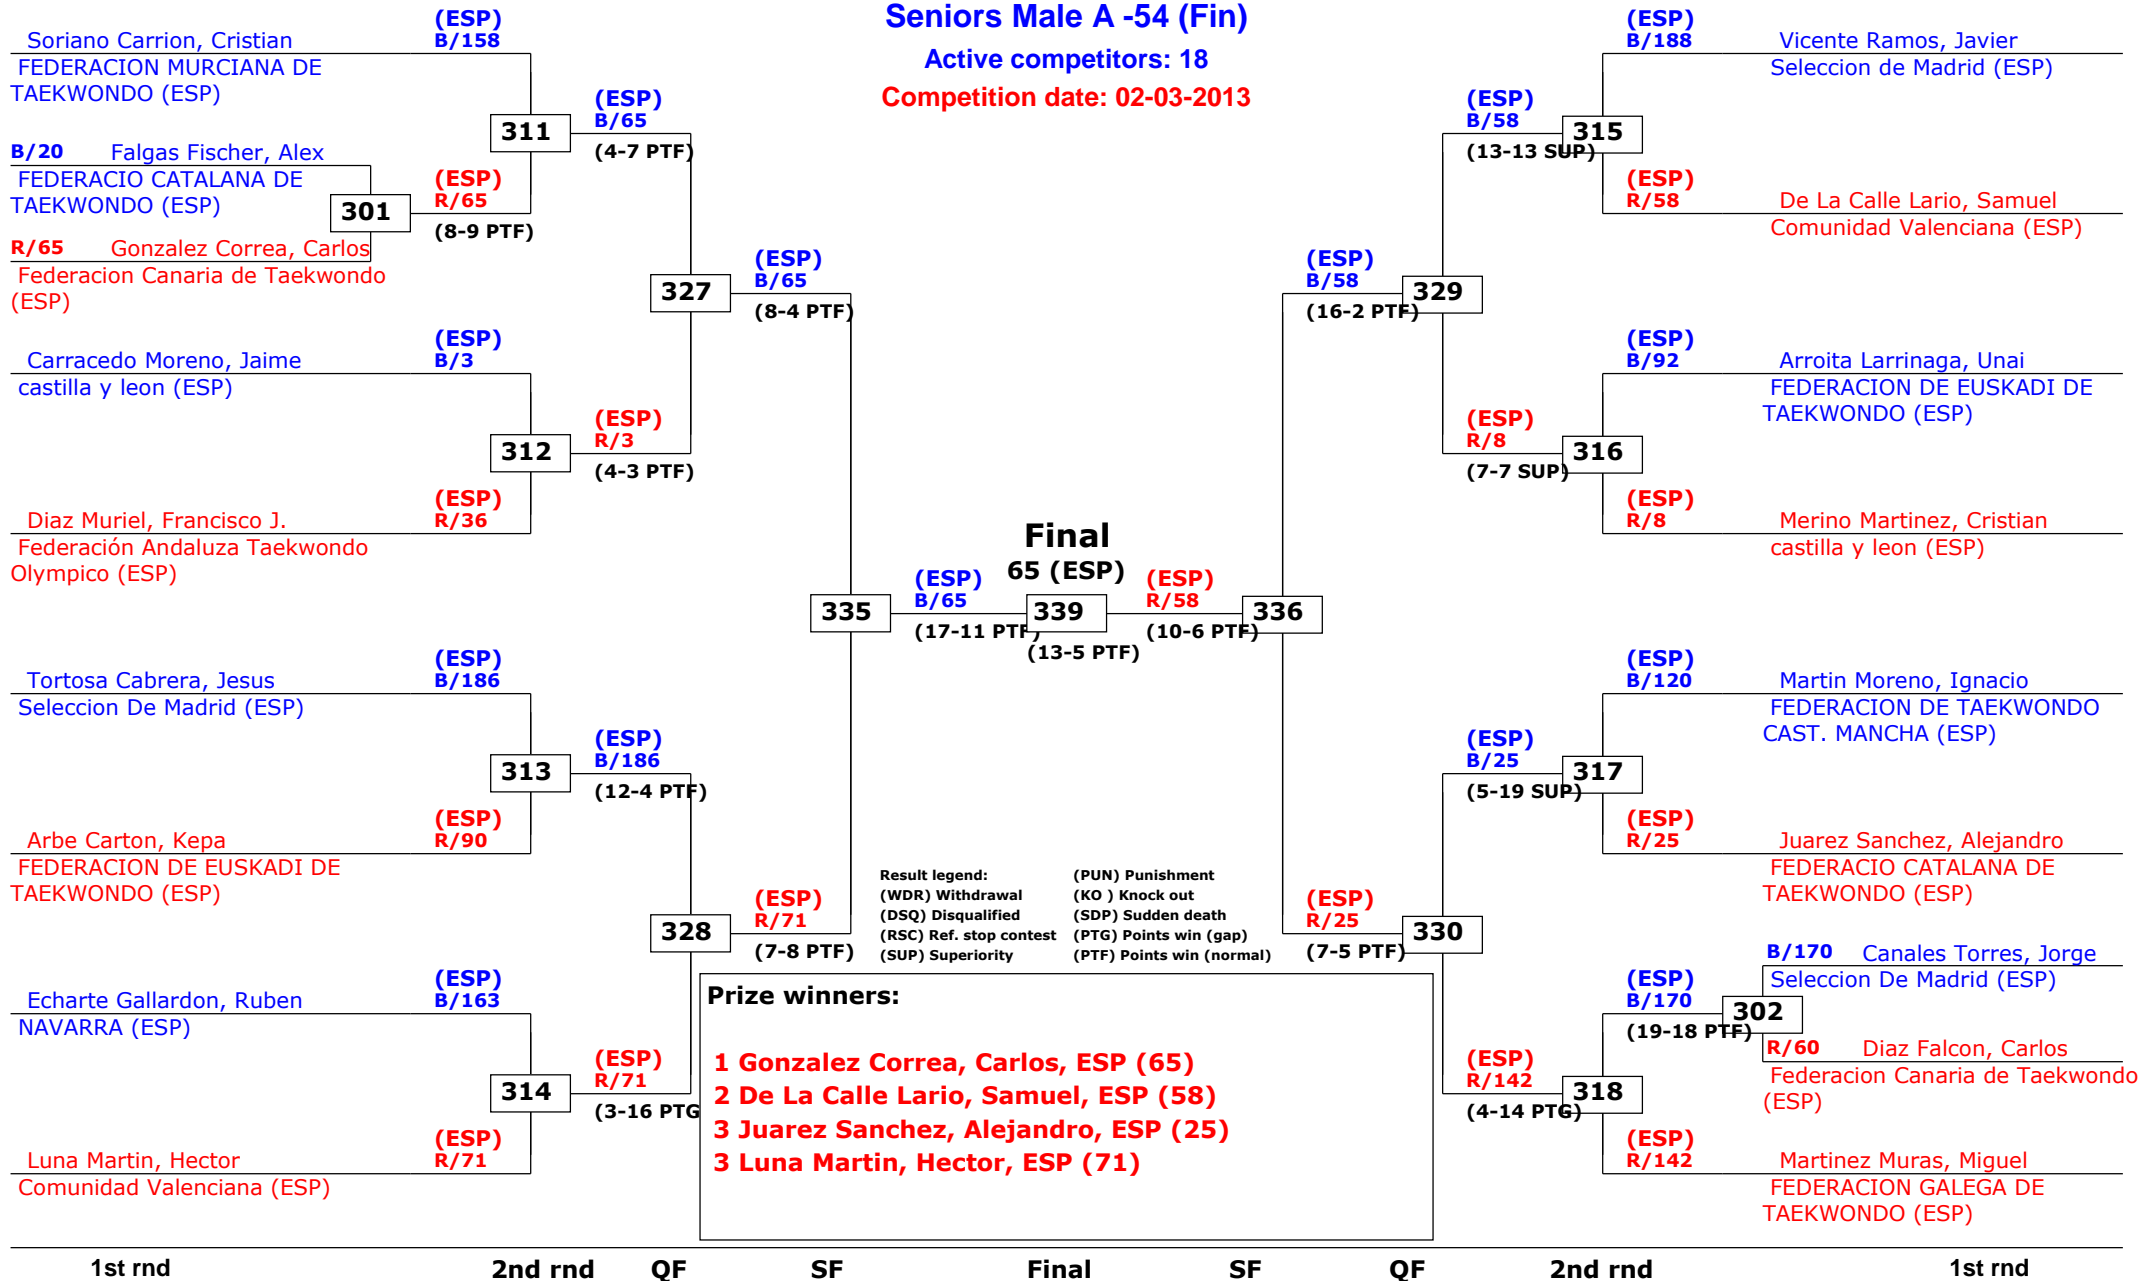 Seniors Male A -54 (Fin)
Active competitors: 18
Competition date: 02-03-2013
Soriano Carrion, Cristian
(ESP)
B/158
FEDERACION MURCIANA DE
TAEKWONDO (ESP)
311
B/20 Falgas Fischer, Alex
FEDERACIO CATALANA DE
TAEKWONDO (ESP)
301
(ESP)
R/65
(8-9 PTF)
R/65 Gonzalez Correa, Carlos
Federacion Canaria de Taekwondo
(ESP)
(ESP)
B/65
(4-7 PTF)
327
(ESP)
B/65
(8-4 PTF)
Carracedo Moreno, Jaime
(ESP)
B/3
castilla y leon (ESP)
312
(ESP)
R/3
(4-3 PTF)
Diaz Muriel, Francisco J.
(ESP)
R/36
Federación Andaluza Taekwondo
Olympico (ESP)
335
(ESP)
B/65
(17-11 PTF)
Tortosa Cabrera, Jesus
(ESP)
B/186
Seleccion De Madrid (ESP)
313
(ESP)
B/186
(12-4 PTF)
Arbe Carton, Kepa
(ESP)
R/90
FEDERACION DE EUSKADI DE
TAEKWONDO (ESP)
328
(ESP)
R/71
(7-8 PTF)
Echarte Gallardon, Ruben
(ESP)
B/163
NAVARRA (ESP)
314
(ESP)
R/71
(3-16 PTG
Luna Martin, Hector
(ESP)
R/71
Comunidad Valenciana (ESP)
Final
65 (ESP)
339
(13-5 PTF)
(ESP)
R/58
(10-6 PTF)
336
(ESP)
B/58
(16-2 PTF)
329
(ESP)
B/58
(13-13 SUP)
315
(ESP)
B/188
Vicente Ramos, Javier
Seleccion de Madrid (ESP)
(ESP)
R/58
De La Calle Lario, Samuel
Comunidad Valenciana (ESP)
(ESP)
B/92
Arroita Larrinaga, Unai
FEDERACION DE EUSKADI DE
TAEKWONDO (ESP)
(ESP)
R/8
(7-7 SUP)
316
(ESP)
R/8
Merino Martinez, Cristian
castilla y leon (ESP)
(ESP)
B/120
Martin Moreno, Ignacio
FEDERACION DE TAEKWONDO
CAST. MANCHA (ESP)
(ESP)
B/25
(5-19 SUP)
317
(ESP)
R/25
Juarez Sanchez, Alejandro
FEDERACIO CATALANA DE
TAEKWONDO (ESP)
(ESP)
R/25
(7-5 PTF)
330
B/170 Canales Torres, Jorge
Seleccion De Madrid (ESP)
(ESP)
B/170
(19-18 PTF)
302
R/60 Diaz Falcon, Carlos
Federacion Canaria de Taekwondo
(ESP)
(ESP)
R/142
(4-14 PTG)
318
(ESP)
R/142
Martinez Muras, Miguel
FEDERACION GALEGA DE
TAEKWONDO (ESP)
Result legend: (PUN) Punishment
(WDR) Withdrawal (KO ) Knock out
(DSQ) Disqualified (SDP) Sudden death
(RSC) Ref. stop contest (PTG) Points win (gap)
(SUP) Superiority (PTF) Points win (normal)
Prize winners:
1 Gonzalez Correa, Carlos, ESP (65)
2 De La Calle Lario, Samuel, ESP (58)
3 Juarez Sanchez, Alejandro, ESP (25)
3 Luna Martin, Hector, ESP (71)
1st rnd 2nd rnd QF SF Final SF QF 2nd rnd 1st rnd